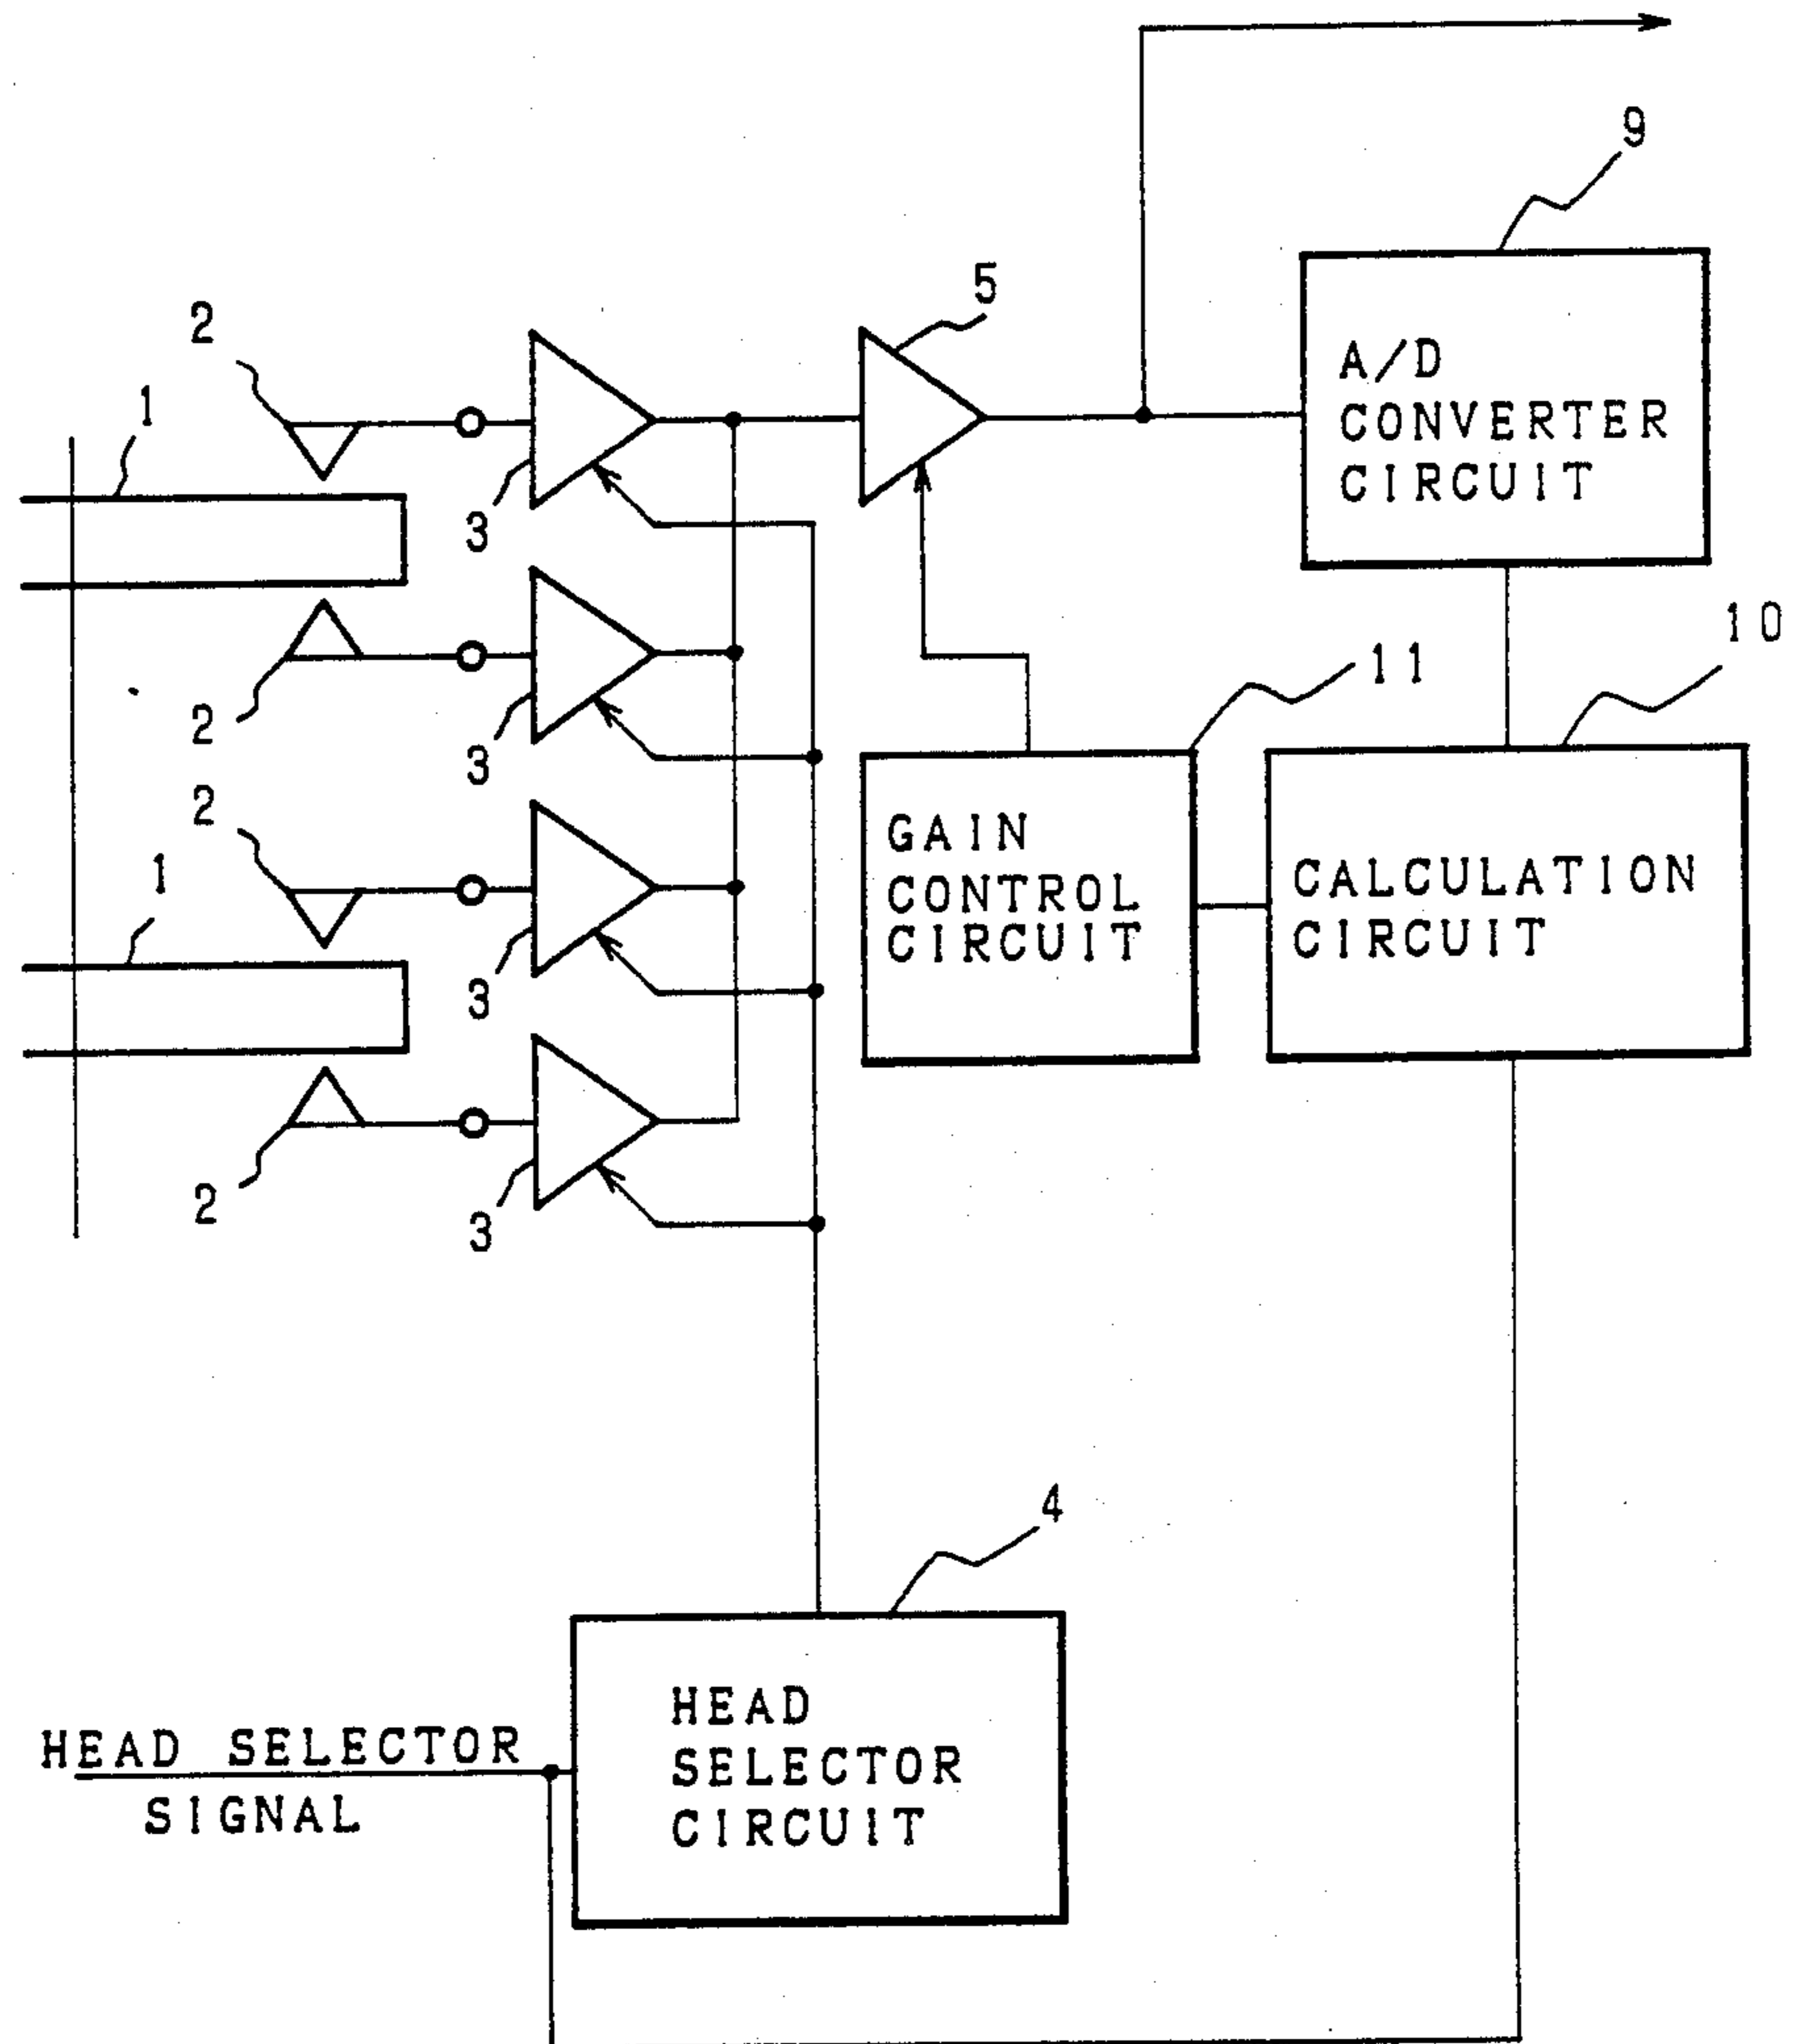 9
5
2
A/D
CONVERTER
CIRCUIT
1
3
10
11
2
3
2
GAIN
CONTROL
CIRCUIT
CALCULATION
CIRCUIT
1
3
2
3
4
HEAD
SELECTOR
CIRCUIT
HEAD SELECTOR
SIGNAL